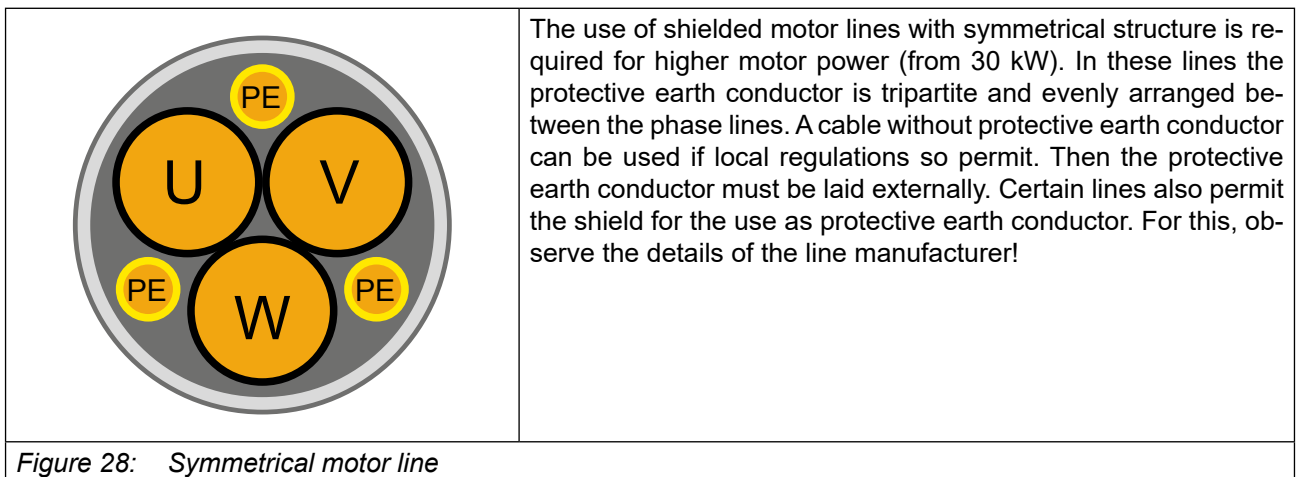 PE
U V
PE PE
W
The use of shielded motor lines with symmetrical structure is re-
quired for higher motor power (from 30 kW). In these lines the
protective earth conductor is tripartite and evenly arranged be-
tween the phase lines. A cable without protective earth conductor
can be used if local regulations so permit. Then the protective
earth conductor must be laid externally. Certain lines also permit
the shield for the use as protective earth conductor. For this, ob-
serve the details of the line manufacturer!
Figure 28: Symmetrical motor line